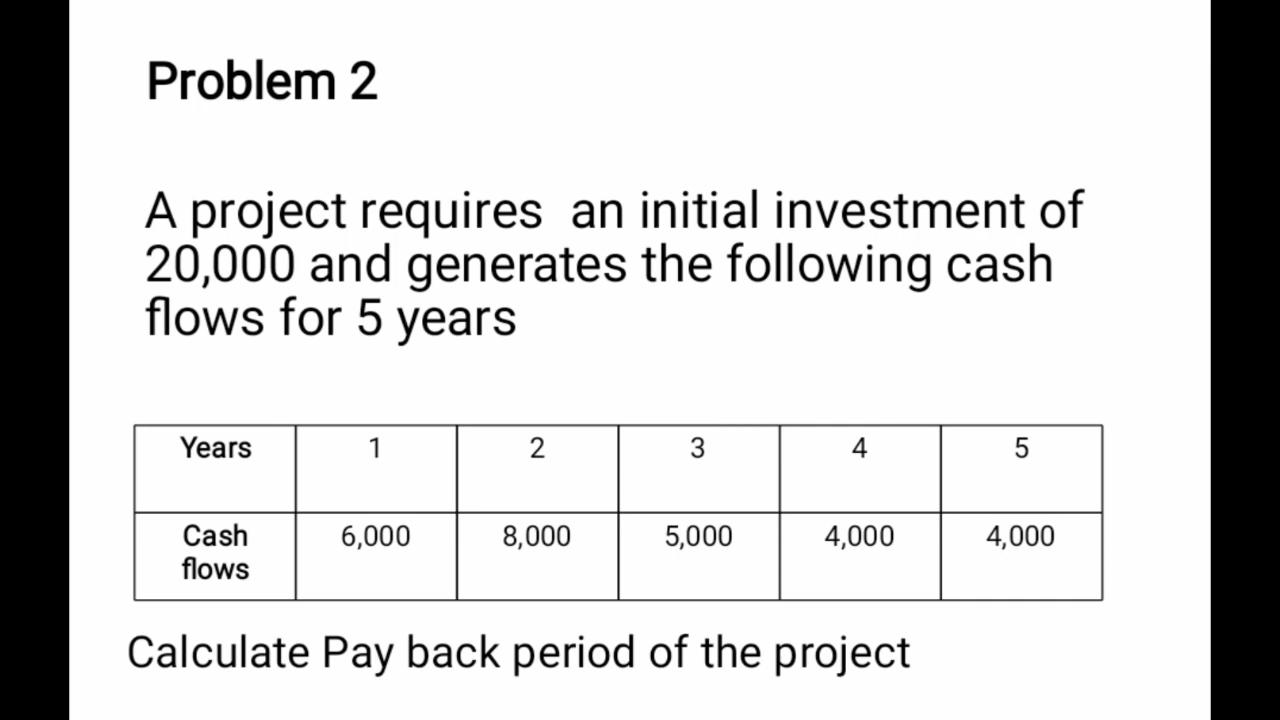 Problem 2
A project requires an initial investment of
20,000 and generates the following cash
flows for 5 years
Years 1 2 3 4 5
Cash 6,000 8,000 5,000 4,000 4,000
flows
Calculate Pay back period of the project